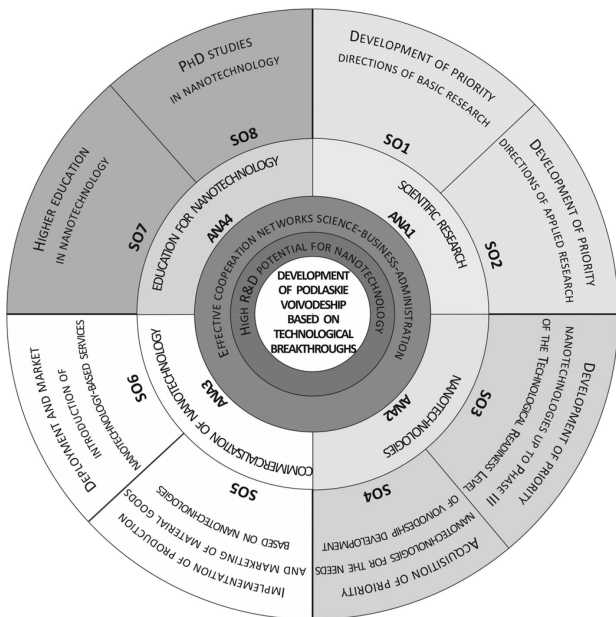 DEVELOPMENT
OF PODLASKIE
VOIVODESHIP
BASED ON
TECHNOLOGICAL
BREAKTHROUGHS
HIGH R&D POTENTIAL FOR NANOTECHNOLOGY
EFFECTIVE COOPERATION NETWORKS SCIENCE-BUSINESS-ADMINISTRATION
ANA1
SCIENTIFIC RESEARCH
ANA2
NANOTECHNOLOGIES
ANA3
COMMERCIALISATION OF NANOTECHNOLOGY
ANA4
EDUCATION FOR NANOTECHNOLOGY
SO1
DEVELOPMENT OF PRIORITY
DIRECTIONS OF BASIC RESEARCH
SO2
DEVELOPMENT OF PRIORITY
DIRECTIONS OF APPLIED RESEARCH
SO3
DEVELOPMENT OF PRIORITY
NANOTECHNOLOGIES UP TO PHASE III
OF THE TECHNOLOGICAL READINESS LEVEL
SO4
ACQUISITION OF PRIORITY
NANOTECHNOLOGIES FOR THE NEEDS
OF VOIVODESHIP DEVELOPMENT
SO5
IMPLEMENTATION OF PRODUCTION
AND MARKETING OF MATERIAL GOODS
BASED ON NANOTECHNOLOGIES
SO6
DEPLOYMENT AND MARKET
INTRODUCTION OF
NANOTECHNOLOGY-BASED SERVICES
SO7
HIGHER EDUCATION
IN NANOTECHNOLOGY
SO8
PHD STUDIES
IN NANOTECHNOLOGY